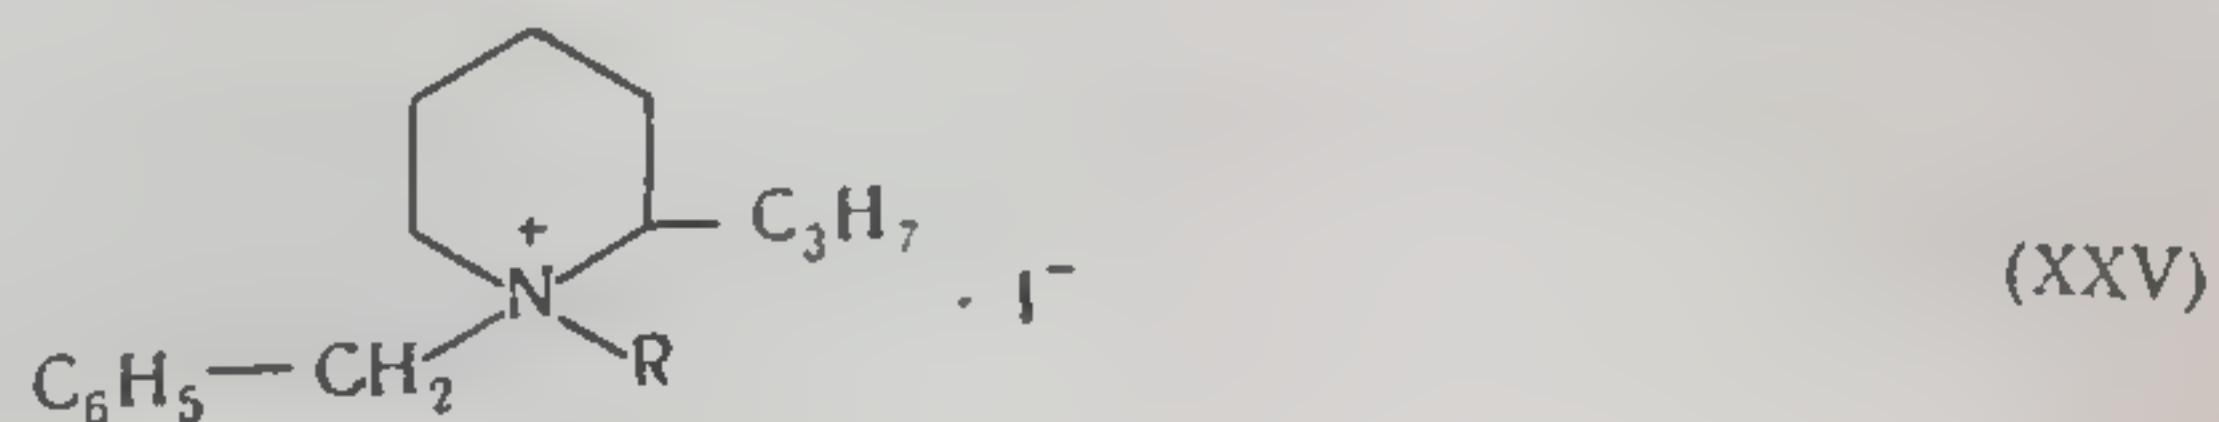 +
C₃H₇
N
· I⁻
(XXV)
C₆H₅—CH₂
R